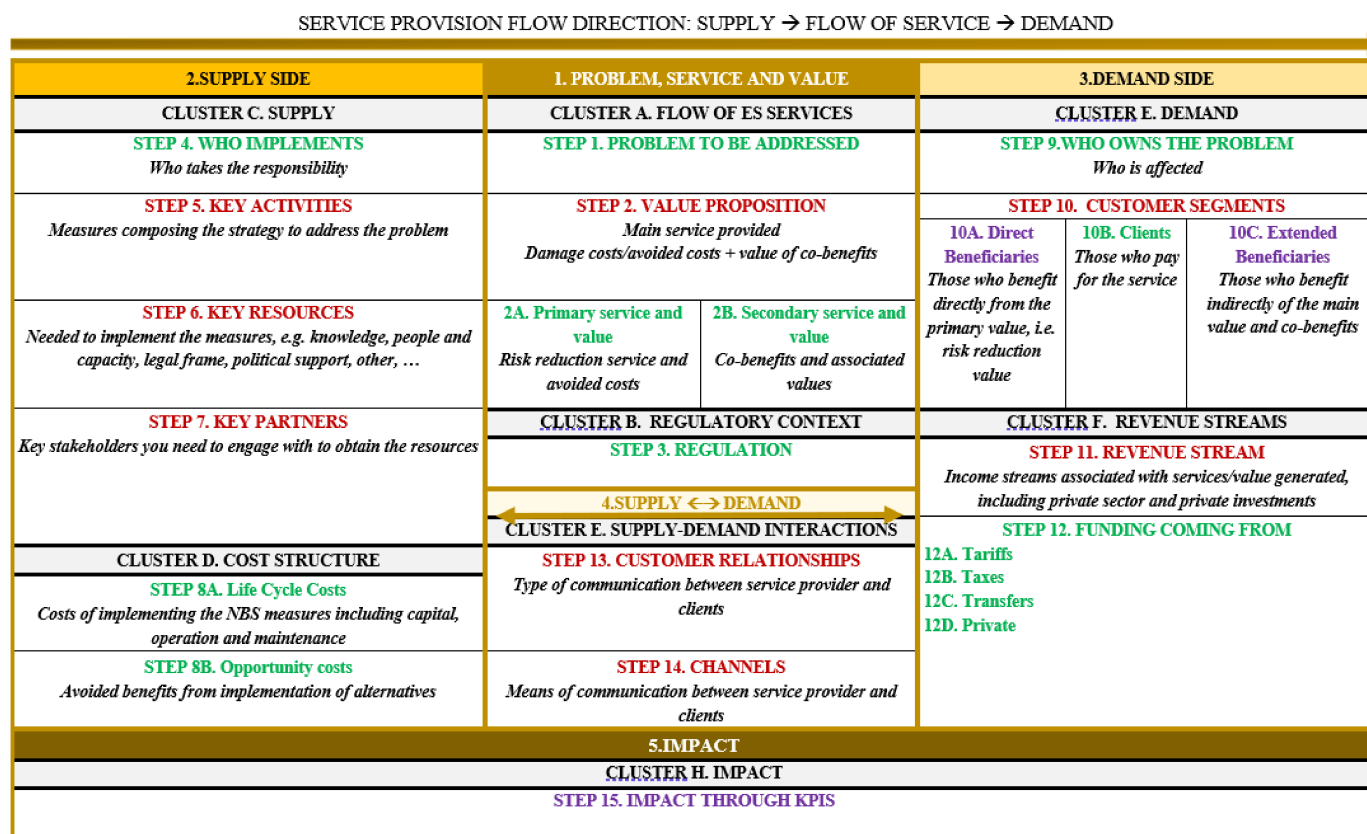 SERVICE PROVISION FLOW DIRECTION: SUPPLY → FLOW OF SERVICE → DEMAND
2.SUPPLY SIDE
CLUSTER C. SUPPLY
STEP 4. WHO IMPLEMENTS
Who takes the responsibility
STEP 5. KEY ACTIVITIES
Measures composing the strategy to address the problem
STEP 6. KEY RESOURCES
Needed to implement the measures, e.g. knowledge, people and
capacity, legal frame, political support, other, …
STEP 7. KEY PARTNERS
Key stakeholders you need to engage with to obtain the resources
CLUSTER D. COST STRUCTURE
STEP 8A. Life Cycle Costs
Costs of implementing the NBS measures including capital,
operation and maintenance
STEP 8B. Opportunity costs
Avoided benefits from implementation of alternatives
1. PROBLEM, SERVICE AND VALUE
CLUSTER A. FLOW OF ES SERVICES
STEP 1. PROBLEM TO BE ADDRESSED
STEP 2. VALUE PROPOSITION
Main service provided
Damage costs/avoided costs + value of co-benefits
2A. Primary service and
value
Risk reduction service and
avoided costs
2B. Secondary service and
value
Co-benefits and associated
values
CLUSTER B. REGULATORY CONTEXT
STEP 3. REGULATION
4.SUPPLY ←→ DEMAND
CLUSTER E. SUPPLY-DEMAND INTERACTIONS
STEP 13. CUSTOMER RELATIONSHIPS
Type of communication between service provider and
clients
STEP 14. CHANNELS
Means of communication between service provider and
clients
3.DEMAND SIDE
CLUSTER E. DEMAND
STEP 9.WHO OWNS THE PROBLEM
Who is affected
STEP 10. CUSTOMER SEGMENTS
10A. Direct
Beneficiaries
Those who benefit
directly from the
primary value, i.e.
risk reduction
value
10B. Clients
Those who pay
for the service
10C. Extended
Beneficiaries
Those who benefit
indirectly of the main
value and co-benefits
CLUSTER F. REVENUE STREAMS
STEP 11. REVENUE STREAM
Income streams associated with services/value generated,
including private sector and private investments
STEP 12. FUNDING COMING FROM
12A. Tariffs
12B. Taxes
12C. Transfers
12D. Private
5.IMPACT
CLUSTER H. IMPACT
STEP 15. IMPACT THROUGH KPIS